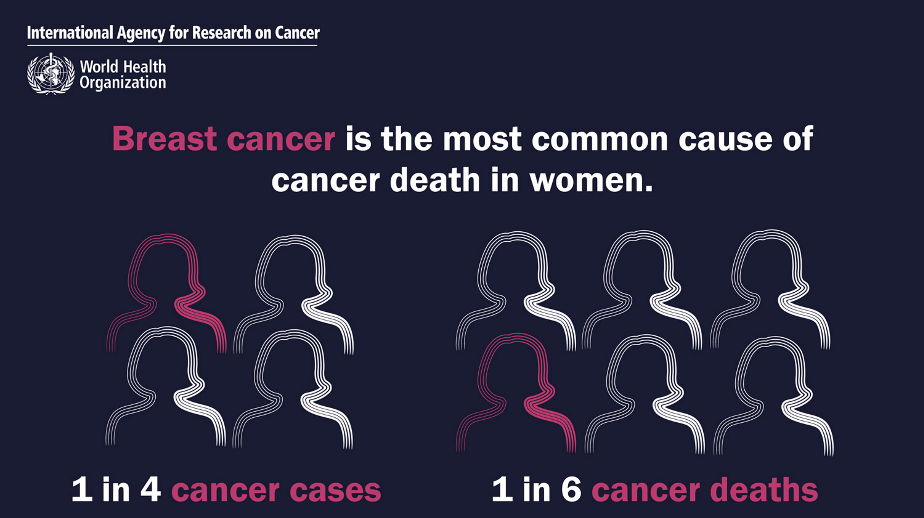 International Agency for Research on Cancer
World Health
Organization
Breast cancer is the most common cause of
cancer death in women.
1 in 4 cancer cases
1 in 6 cancer deaths